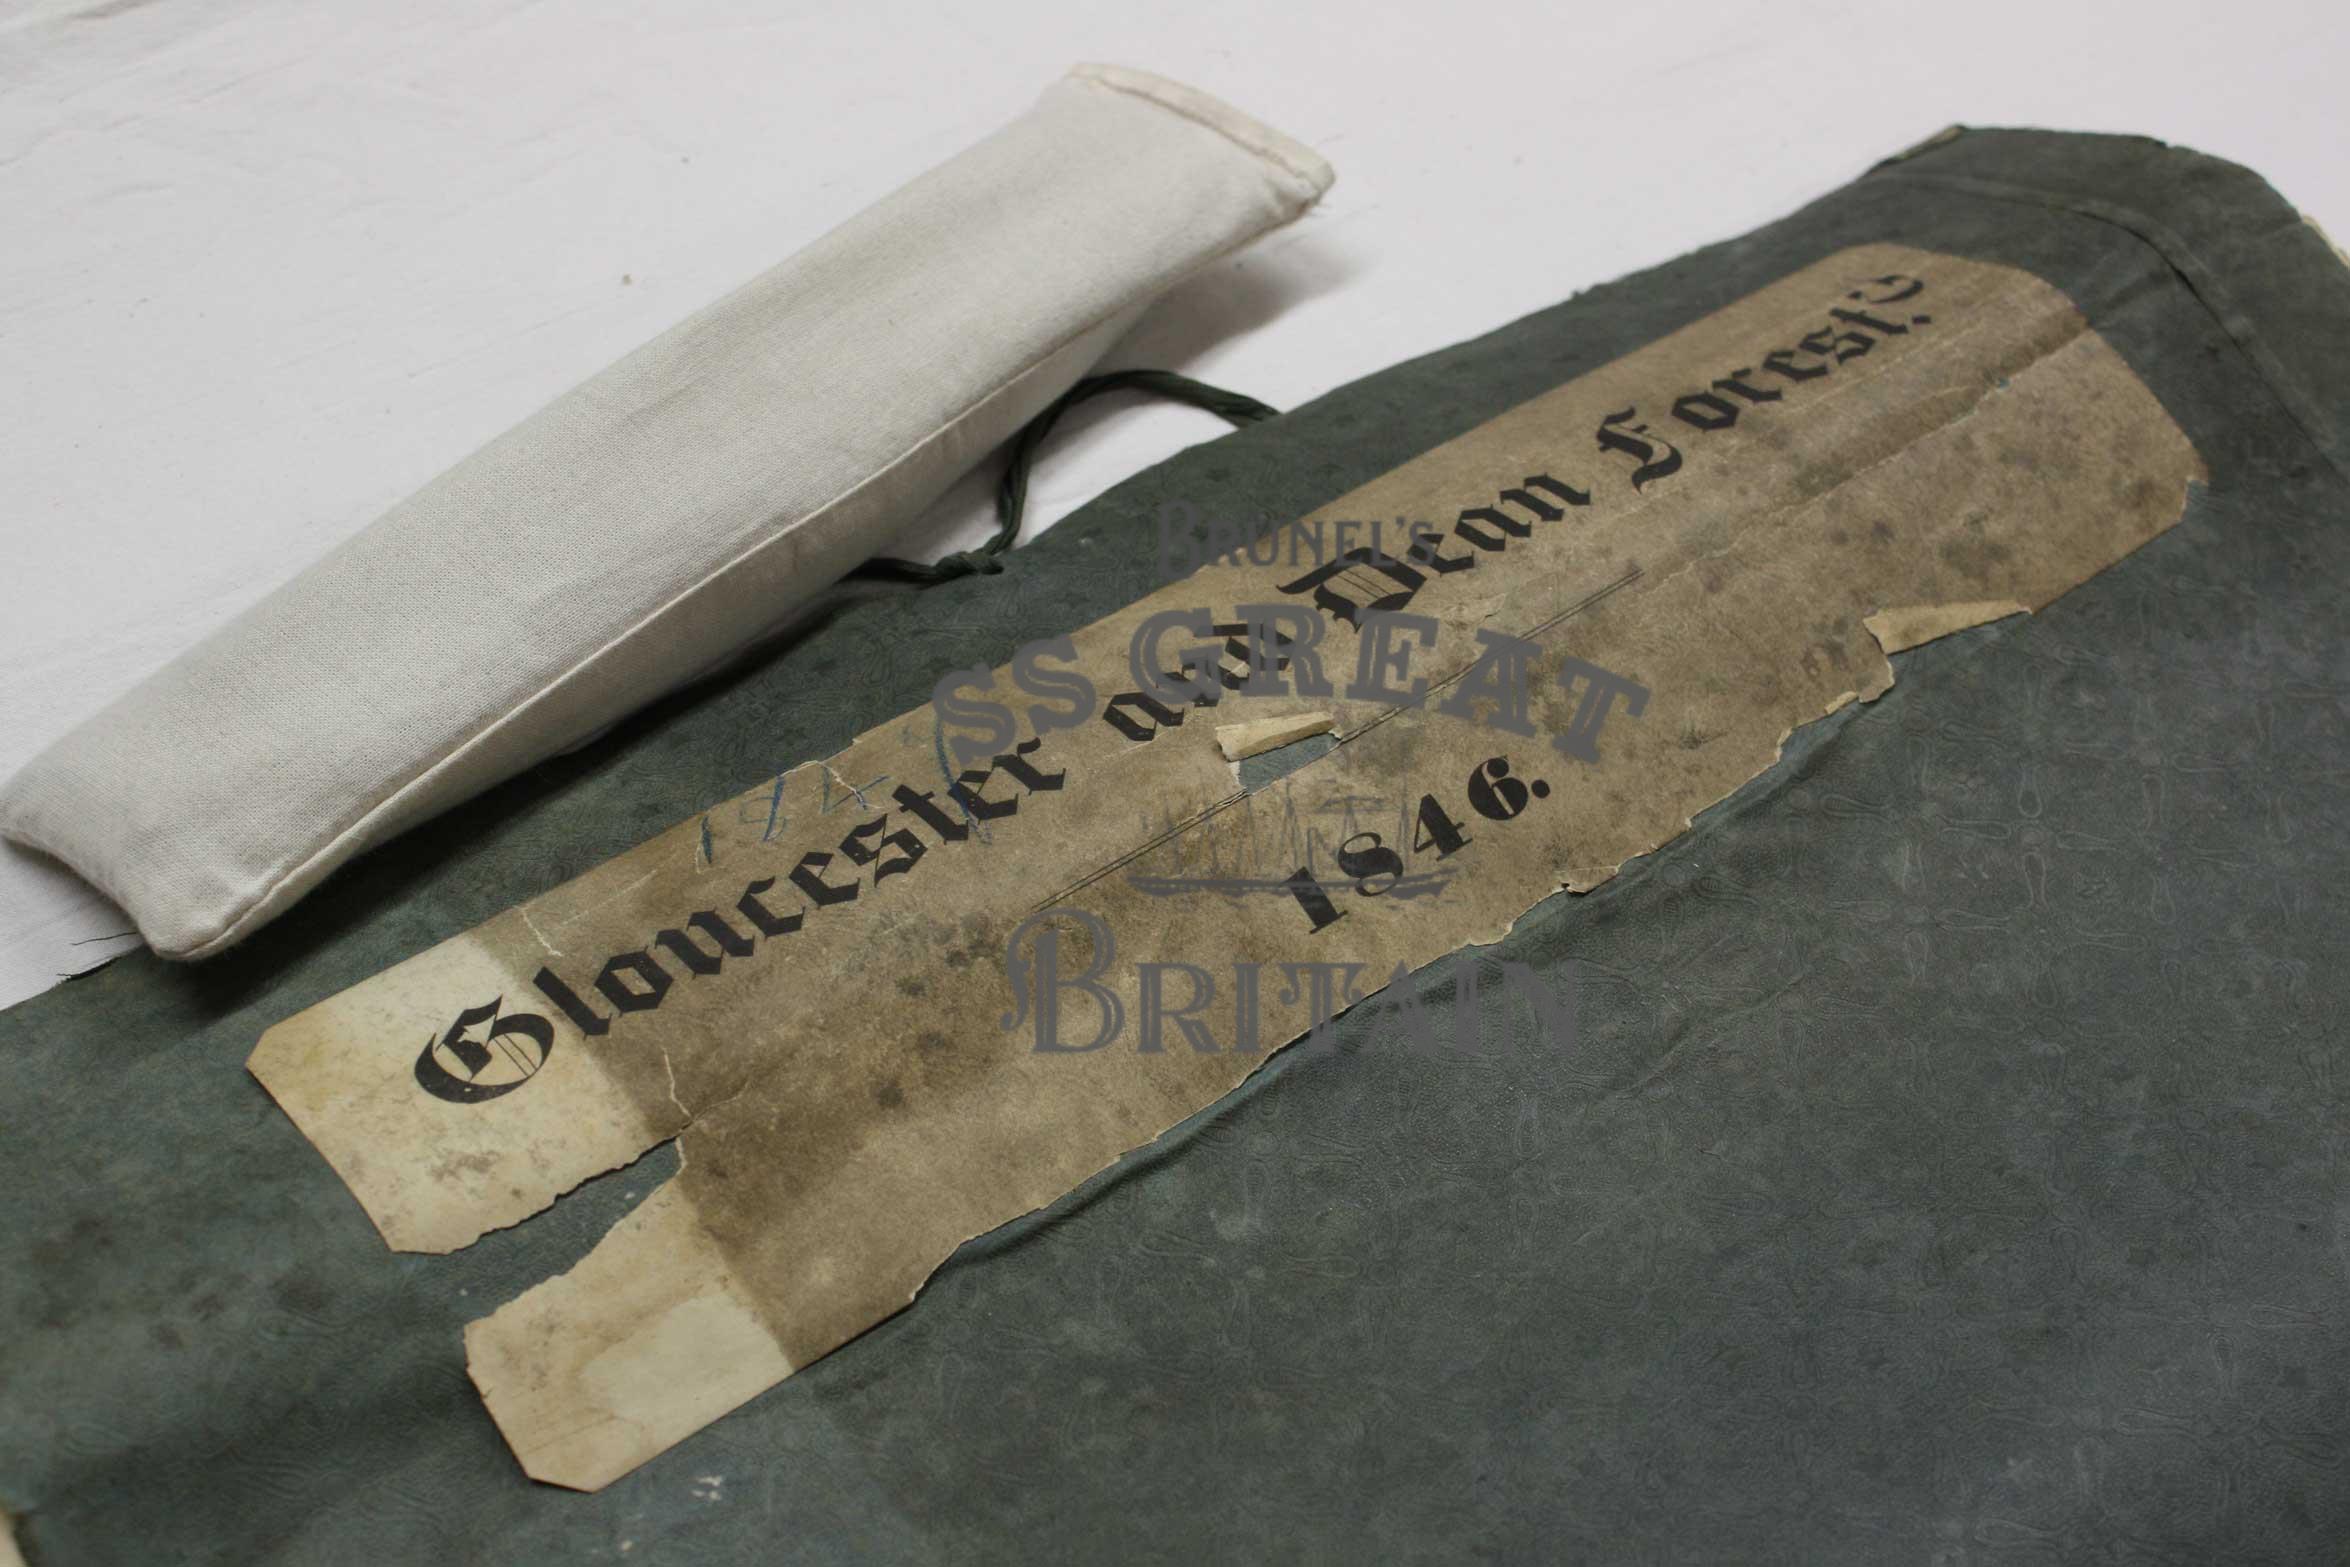 Gloucester and Dean Forest.
1846.
BRUNEL'S
SS GREAT
BRITAIN